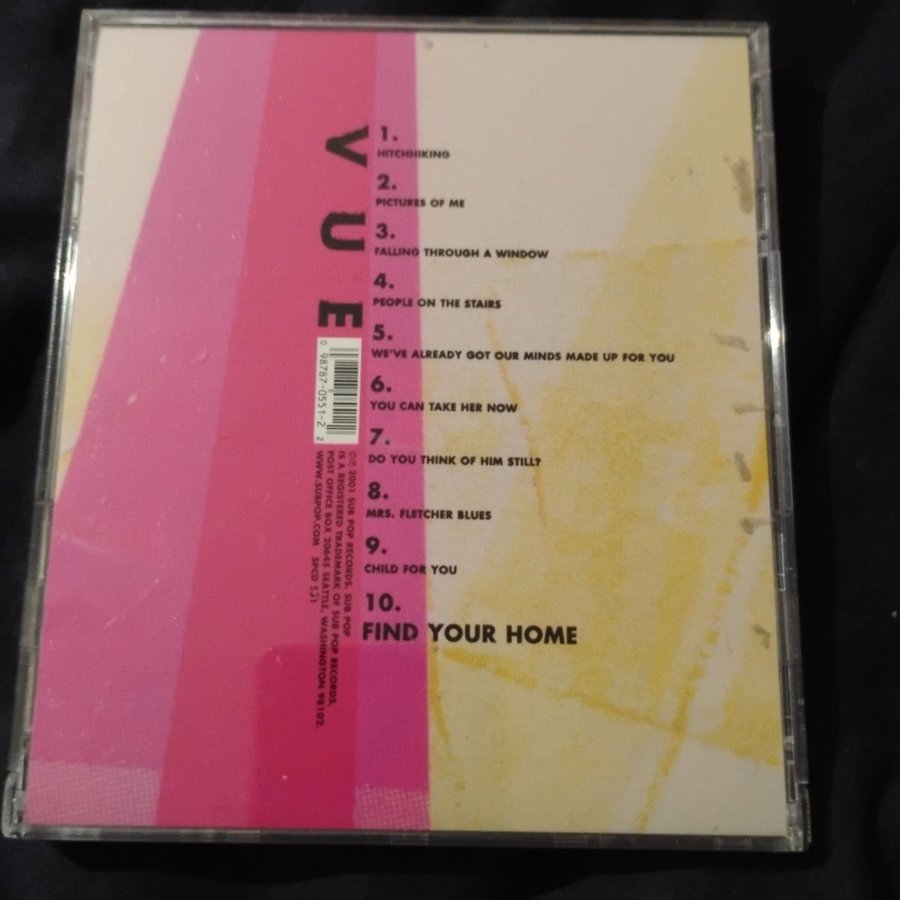 VUE
1.
HITCHHIKING
2.
PICTURES OF ME
3.
FALLING THROUGH A WINDOW
4.
PEOPLE ON THE STAIRS
5.
WE'VE ALREADY GOT OUR MINDS MADE UP FOR YOU
6.
YOU CAN TAKE HER NOW
7.
DO YOU THINK OF HIM STILL?
8.
MRS. FLETCHER BLUES
9.
CHILD FOR YOU
10.
FIND YOUR HOME
0 98787-0551-2 2
©℗ 2001 SUB POP RECORDS. SUB POP
IS A REGISTERED TRADEMARK OF SUB POP RECORDS.
POST OFFICE BOX 20645 SEATTLE, WASHINGTON 98102.
WWW.SUBPOP.COM SPCD 551